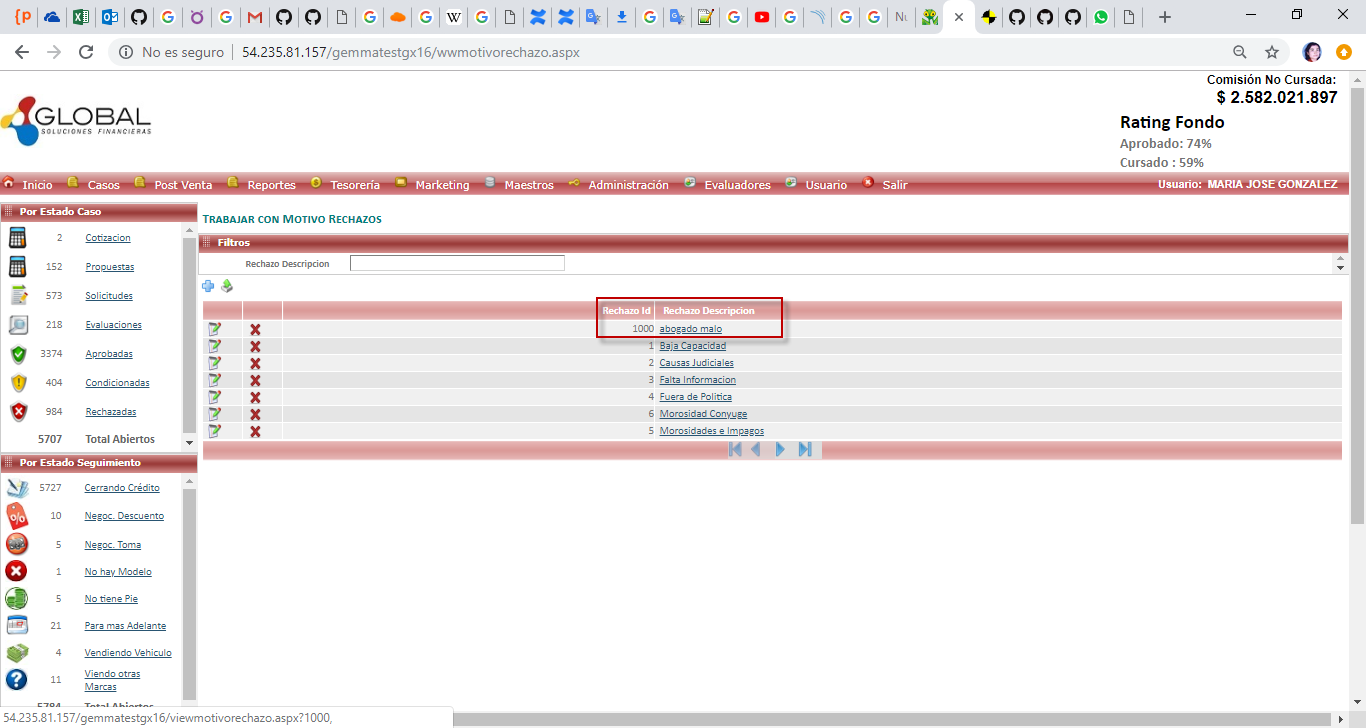 No es seguro | 54.235.81.157/gemmatestgx16/wwmotivorechazo.aspx
GLOBAL
SOLUCIONES FINANCIERAS
Comisión No Cursada:
$ 2.582.021.897
Rating Fondo
Aprobado: 74%
Cursado : 59%
Inicio Casos Post Venta Reportes Tesorería Marketing Maestros Administración Evaluadores Usuario Salir Usuario: MARIA JOSE GONZALEZ
Por Estado Caso
2 Cotizacion
152 Propuestas
573 Solicitudes
218 Evaluaciones
3374 Aprobadas
404 Condicionadas
984 Rechazadas
5707 Total Abiertos
Por Estado Seguimiento
5727 Cerrando Crédito
10 Negoc. Descuento
5 Negoc. Toma
1 No hay Modelo
5 No tiene Pie
21 Para mas Adelante
4 Vendiendo Vehiculo
11 Viendo otras
Marcas
5784 Total Abiertos
TRABAJAR CON MOTIVO RECHAZOS
Filtros
Rechazo Descripcion
Rechazo Id Rechazo Descripcion
1000 abogado malo
1 Baja Capacidad
2 Causas Judiciales
3 Falta Informacion
4 Fuera de Politica
6 Morosidad Conyuge
5 Morosidades e Impagos
54.235.81.157/gemmatestgx16/viewmotivorechazo.aspx?1000,